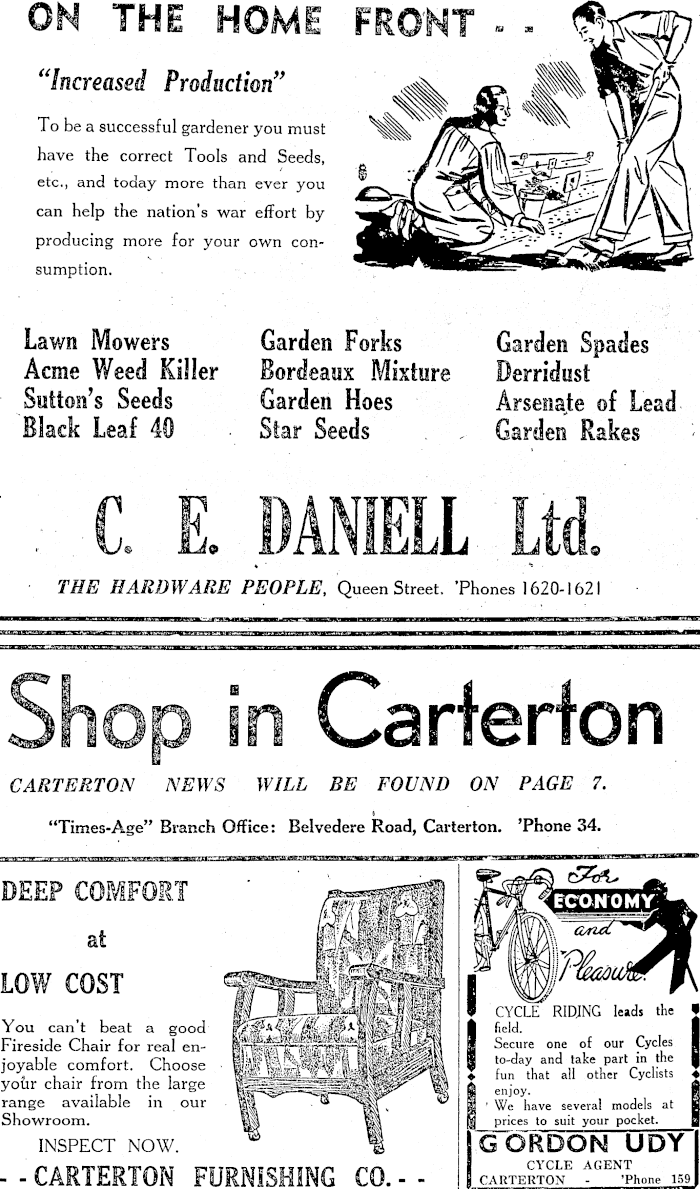 ON THE HOME FRONT - -
"Increased Production"
To be a successful gardener you must
have the correct Tools and Seeds,
etc., and today more than ever you
can help the nation's war effort by
producing more for your own con-
sumption.
Lawn Mowers
Acme Weed Killer
Sutton's Seeds
Black Leaf 40
Garden Forks
Bordeaux Mixture
Garden Hoes
Star Seeds
Garden Spades
Derridust
Arsenate of Lead
Garden Rakes
C. E. DANIELL Ltd.
THE HARDWARE PEOPLE, Queen Street. 'Phones 1620-1621
Shop in Carterton
CARTERTON NEWS WILL BE FOUND ON PAGE 7.
"Times-Age" Branch Office: Belvedere Road, Carterton. 'Phone 34.
DEEP COMFORT
at
LOW COST
You can't beat a good
Fireside Chair for real en-
joyable comfort. Choose
your chair from the large
range available in our
Showroom.
INSPECT NOW.
- - CARTERTON FURNISHING CO. - -
For
ECONOMY
and
Pleasure!
CYCLE RIDING leads the
field.
Secure one of our Cycles
to-day and take part in the
fun that all other Cyclists
enjoy.
We have several models at
prices to suit your pocket.
GORDON UDY
CYCLE AGENT
CARTERTON - 'Phone 159